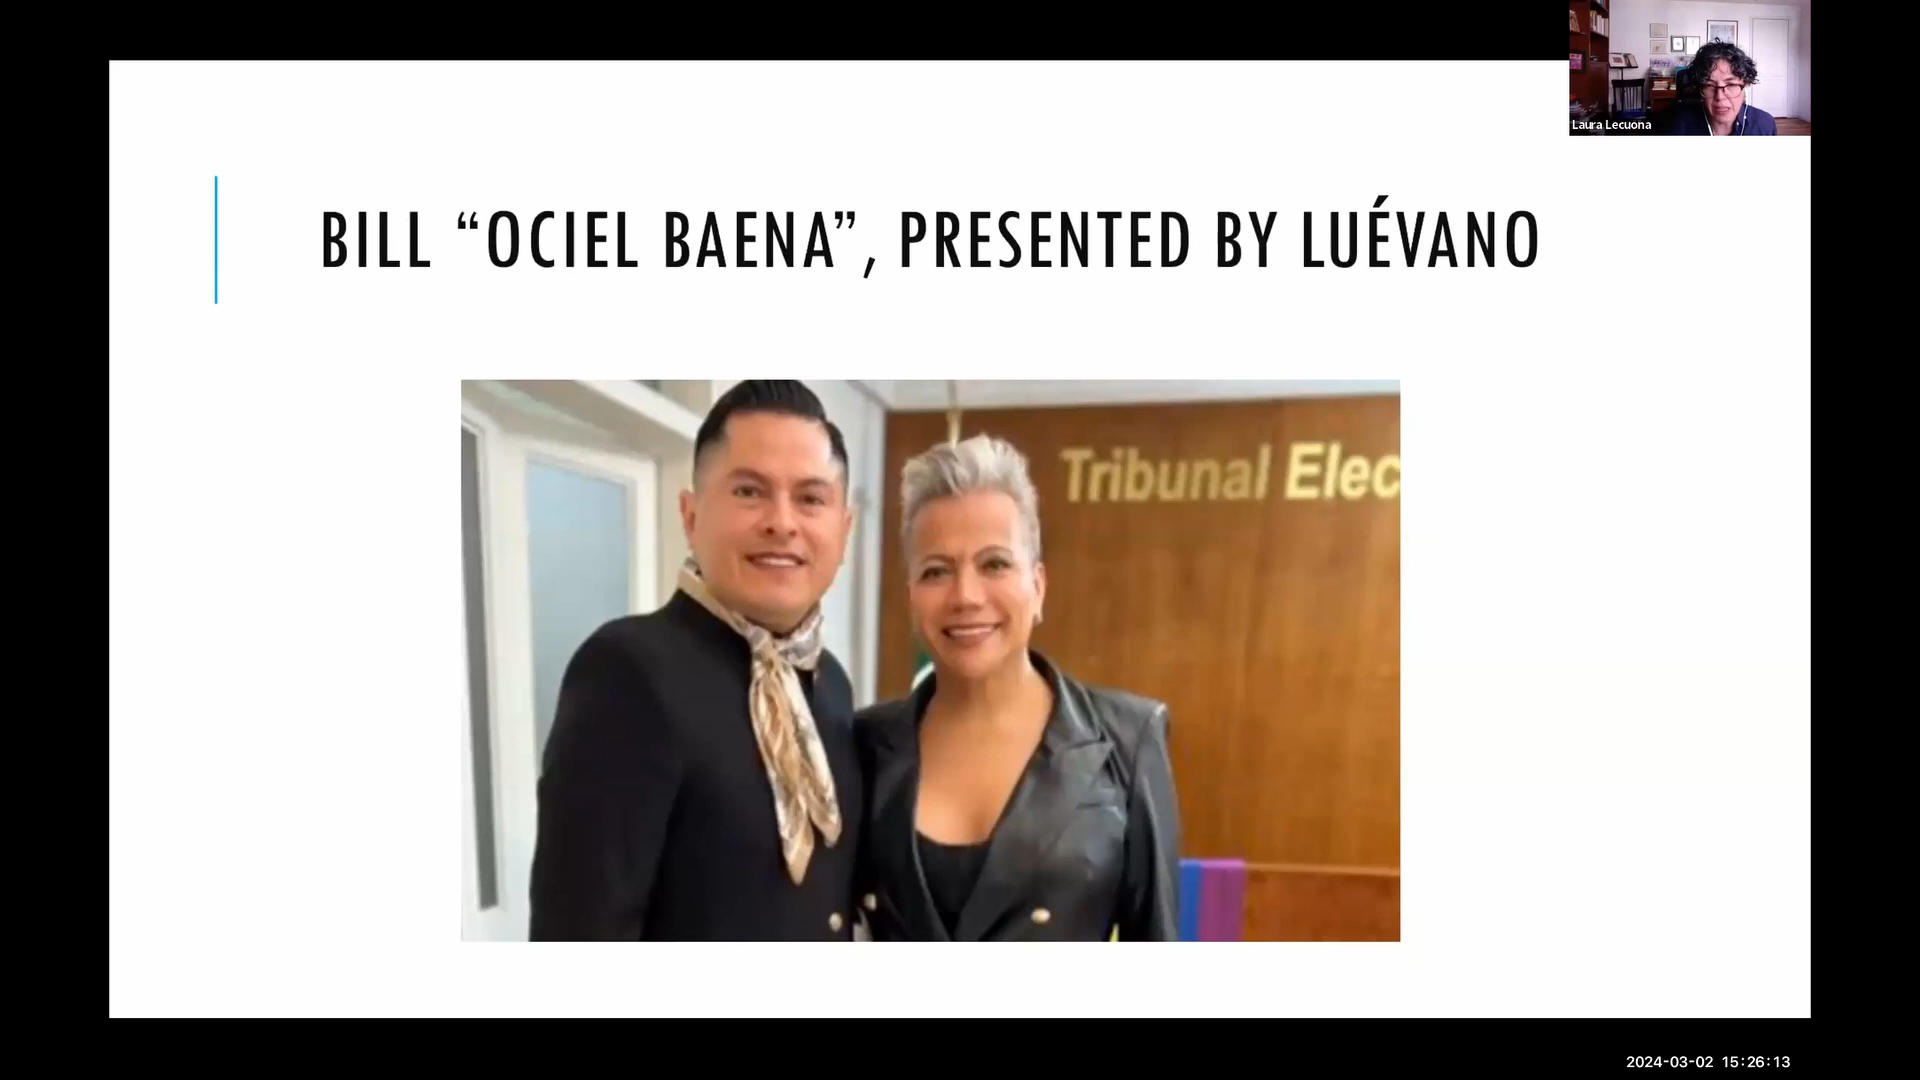 Laura Lecuona
BILL “OCIEL BAENA”, PRESENTED BY LUÉVANO
Tribunal Elec
2024-03-02 15:26:13